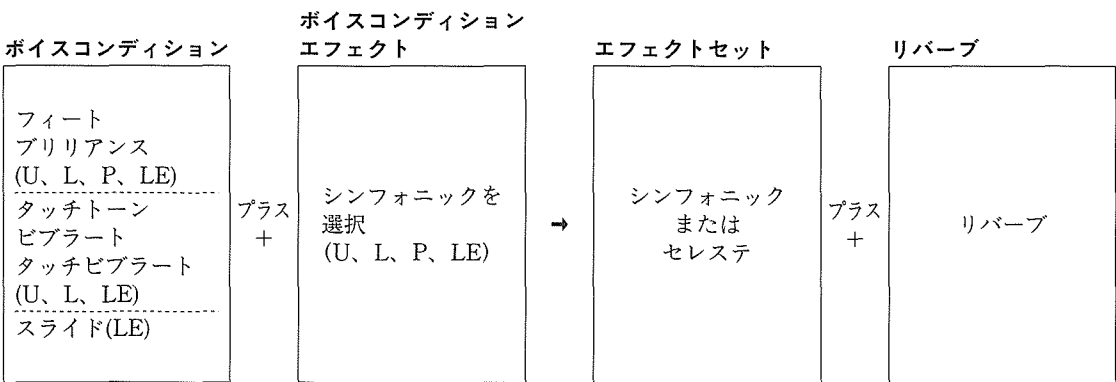 ボイスコンディション
フィート
ブリリアンス
(U、L、P、LE)
タッチトーン
ビブラート
タッチビブラート
(U、L、LE)
スライド(LE)
プラス
+
ボイスコンディション
エフェクト
シンフォニックを
選択
(U、L、P、LE)
→
エフェクトセット
シンフォニック
または
セレステ
プラス
+
リバーブ
リバーブ